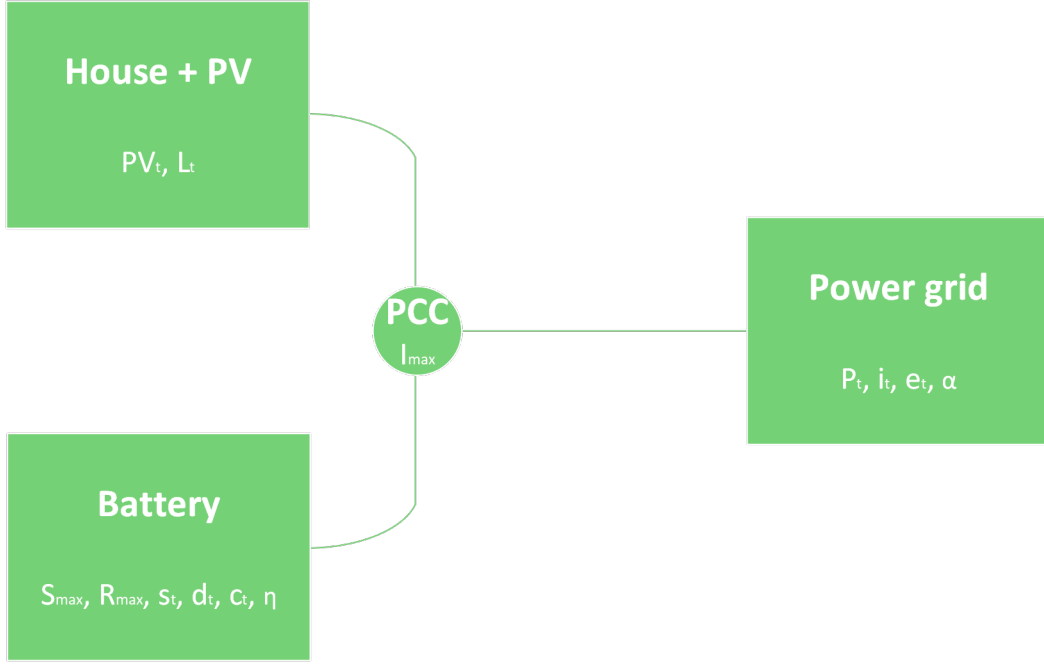 House + PV
PVt, Lt
PCC
Imax
Power grid
Pt, it, et, α
Battery
Smax, Rmax, st, dt, ct, η